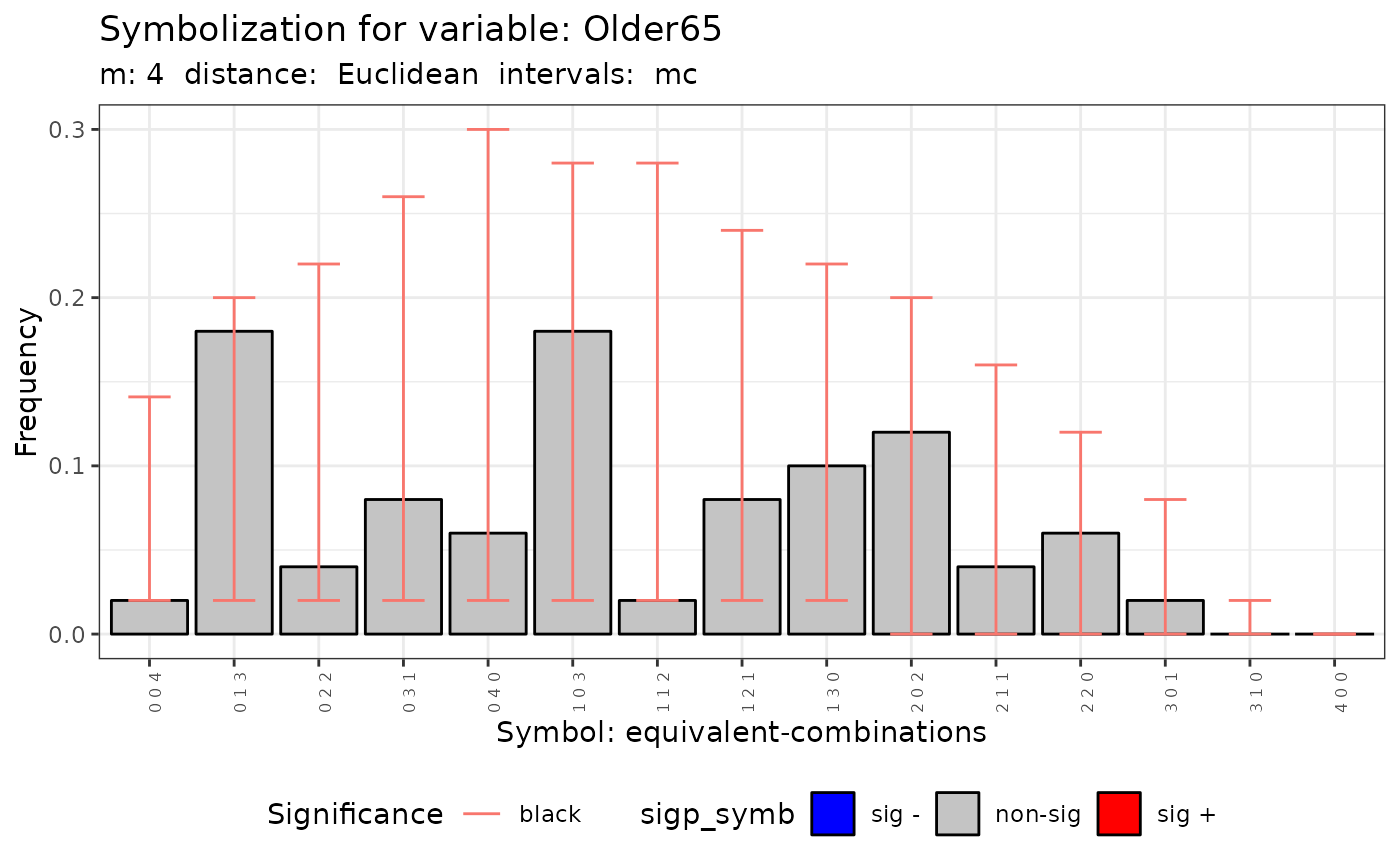 Symbolization for variable: Older65
m: 4 distance: Euclidean intervals: mc
Frequency
0.3
0.2
0.1
0.0
0 0 4
0 1 3
0 2 2
0 3 1
0 4 0
1 0 3
1 1 2
1 2 1
1 3 0
2 0 2
2 1 1
2 2 0
3 0 1
3 1 0
4 0 0
Symbol: equivalent-combinations
Significance black sigp_symb sig - non-sig sig +